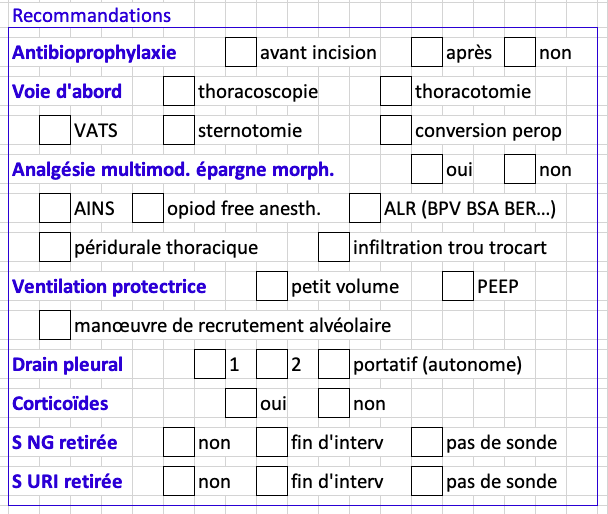 Recommandations
Antibioprophylaxie avant incision après non
Voie d'abord thoracoscopie thoracotomie
VATS sternotomie conversion perop
Analgésie multimod. épargne morph. oui non
AINS opiod free anesth. ALR (BPV BSA BER...)
péridurale thoracique infiltration trou trocart
Ventilation protectrice petit volume PEEP
manœuvre de recrutement alvéolaire
Drain pleural 1 2 portatif (autonome)
Corticoïdes oui non
S NG retirée non fin d'interv pas de sonde
S URI retirée non fin d'interv pas de sonde